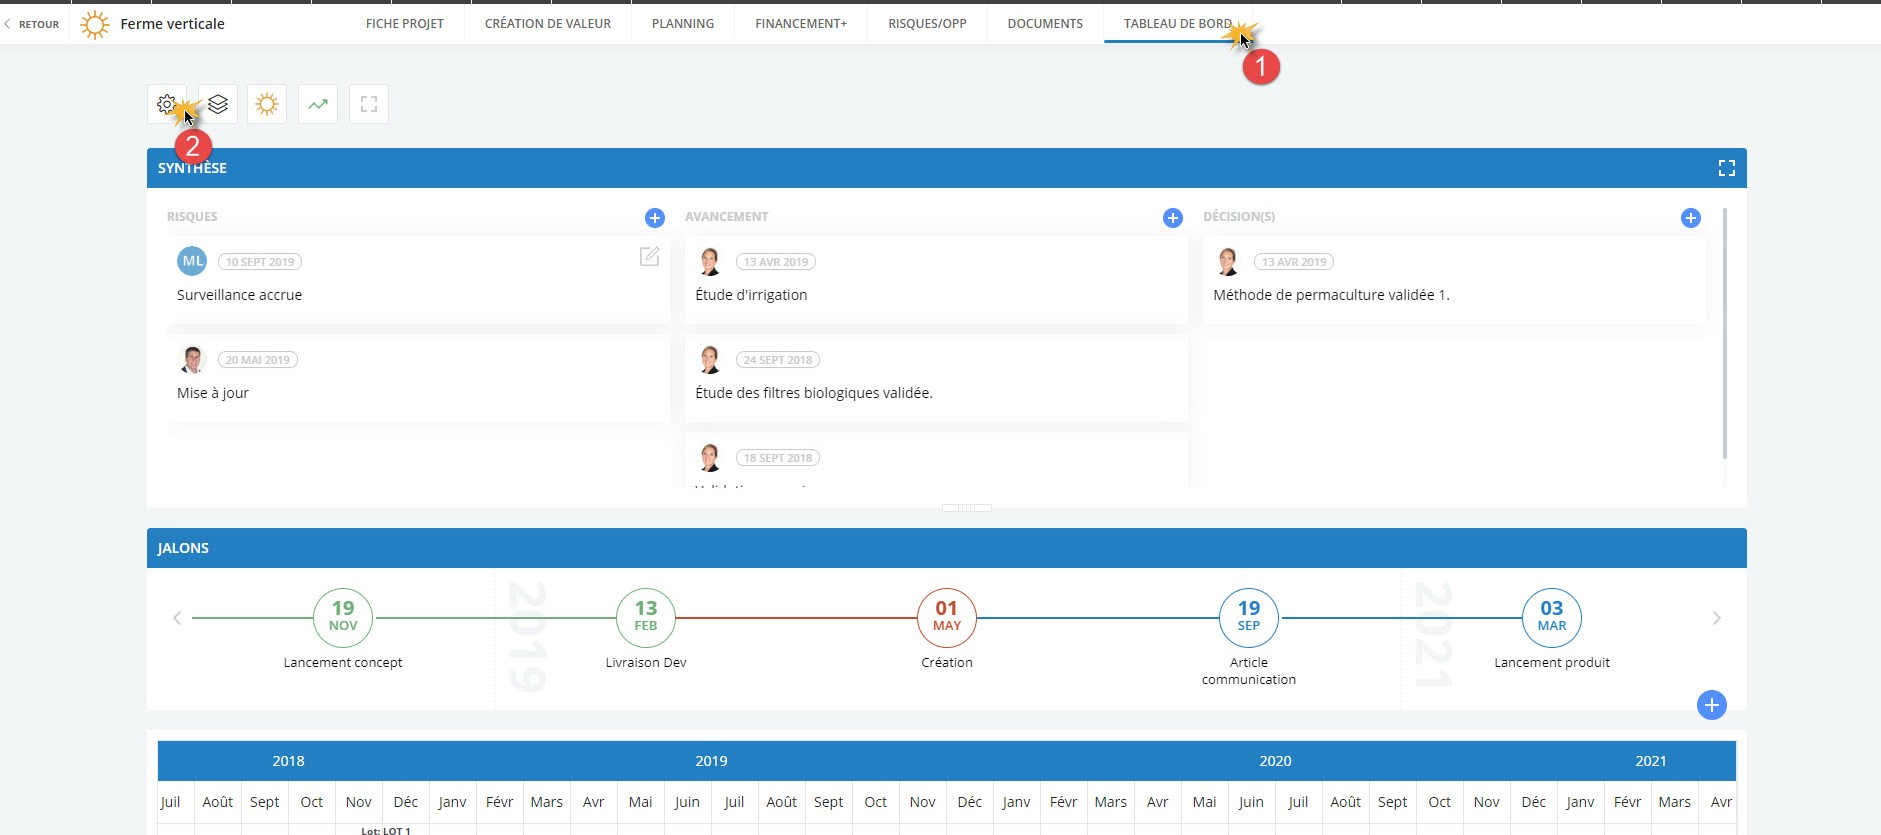 RETOUR
Ferme verticale
FICHE PROJET
CRÉATION DE VALEUR
PLANNING
FINANCEMENT+
RISQUES/OPP
DOCUMENTS
TABLEAU DE BORD
1
2
SYNTHÈSE
RISQUES
AVANCEMENT
DÉCISION(S)
ML
10 SEPT 2019
13 AVR 2019
13 AVR 2019
Surveillance accrue
Étude d'irrigation
Méthode de permaculture validée 1.
20 MAI 2019
24 SEPT 2018
Mise à jour
Étude des filtres biologiques validée.
18 SEPT 2018
JALONS
2019
2021
19
NOV
13
FEB
01
MAY
19
SEP
03
MAR
Lancement concept
Livraison Dev
Création
Article
communication
Lancement produit
2018
2019
2020
2021
Juil Août Sept Oct Nov Déc Janv Févr Mars Avr Mai Juin Juil Août Sept Oct Nov Déc Janv Févr Mars Avr Mai Juin Juil Août Sept Oct Nov Déc Janv Févr Mars Avr
Lot: LOT 1